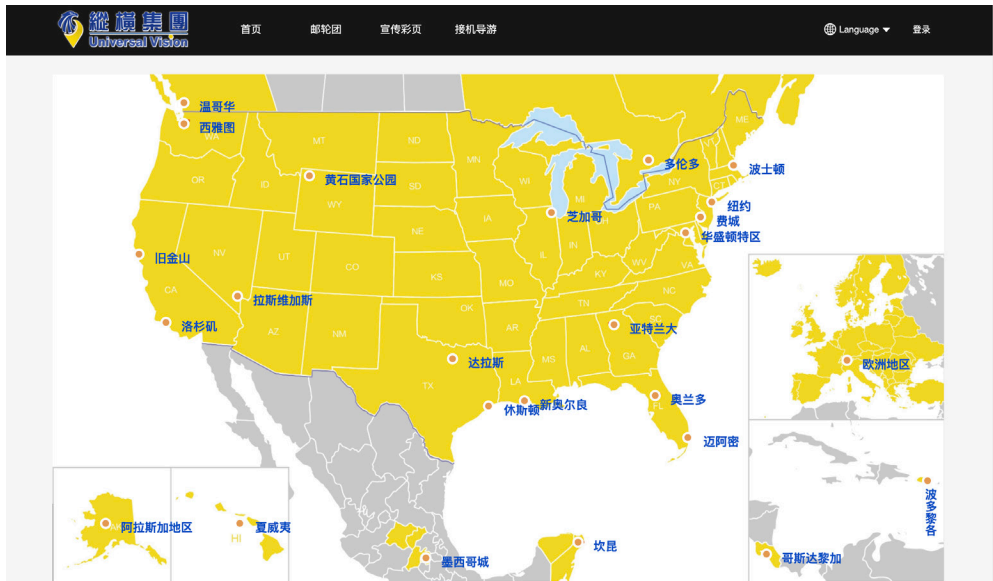 縱橫集團
Universal Vision
首页 邮轮团 宣传彩页 接机导游
Language 登录
温哥华
西雅图
WA
MT
ND
MN
ME
OR
ID
黄石国家公园
SD
WI
多伦多
VT
波士顿
WY
MI
NY
CT
纽约
IA
芝加哥
PA
费城
NE
OH
华盛顿特区
旧金山
NV
UT
CO
IL
IN
WV
VA
CA
KS
MO
KY
拉斯维加斯
NC
OK
TN
洛杉矶
AZ
NM
AR
SC
亚特兰大
MS
AL
GA
达拉斯
欧洲地区
TX
LA
休斯顿
新奥尔良
奥兰多
FL
迈阿密
波多黎各
阿拉斯加地区
夏威夷
HI
墨西哥城
坎昆
哥斯达黎加